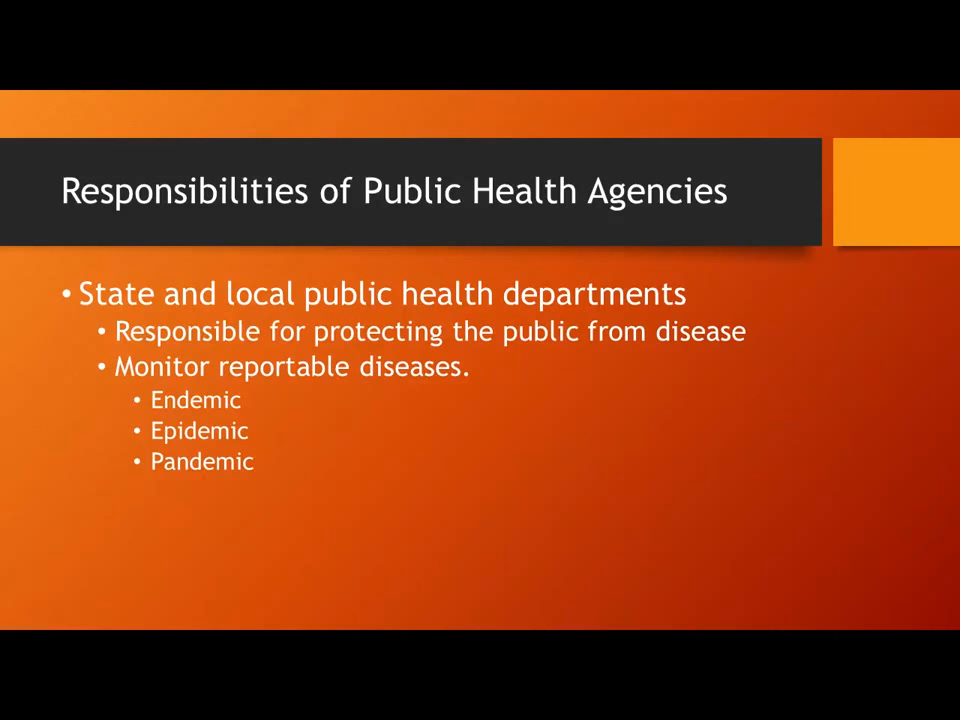 Responsibilities of Public Health Agencies
• State and local public health departments
• Responsible for protecting the public from disease
• Monitor reportable diseases.
• Endemic
• Epidemic
• Pandemic